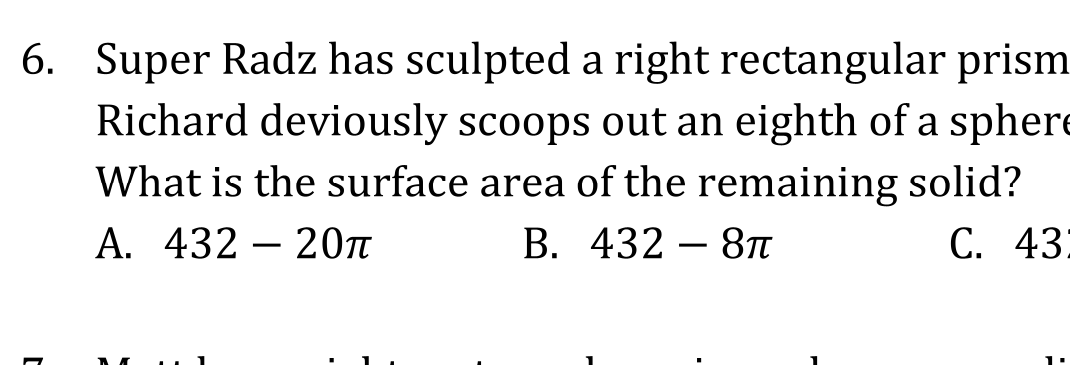 6. Super Radz has sculpted a right rectangular prism
Richard deviously scoops out an eighth of a sphere
What is the surface area of the remaining solid?
A. 432 − 20π B. 432 − 8π C. 43